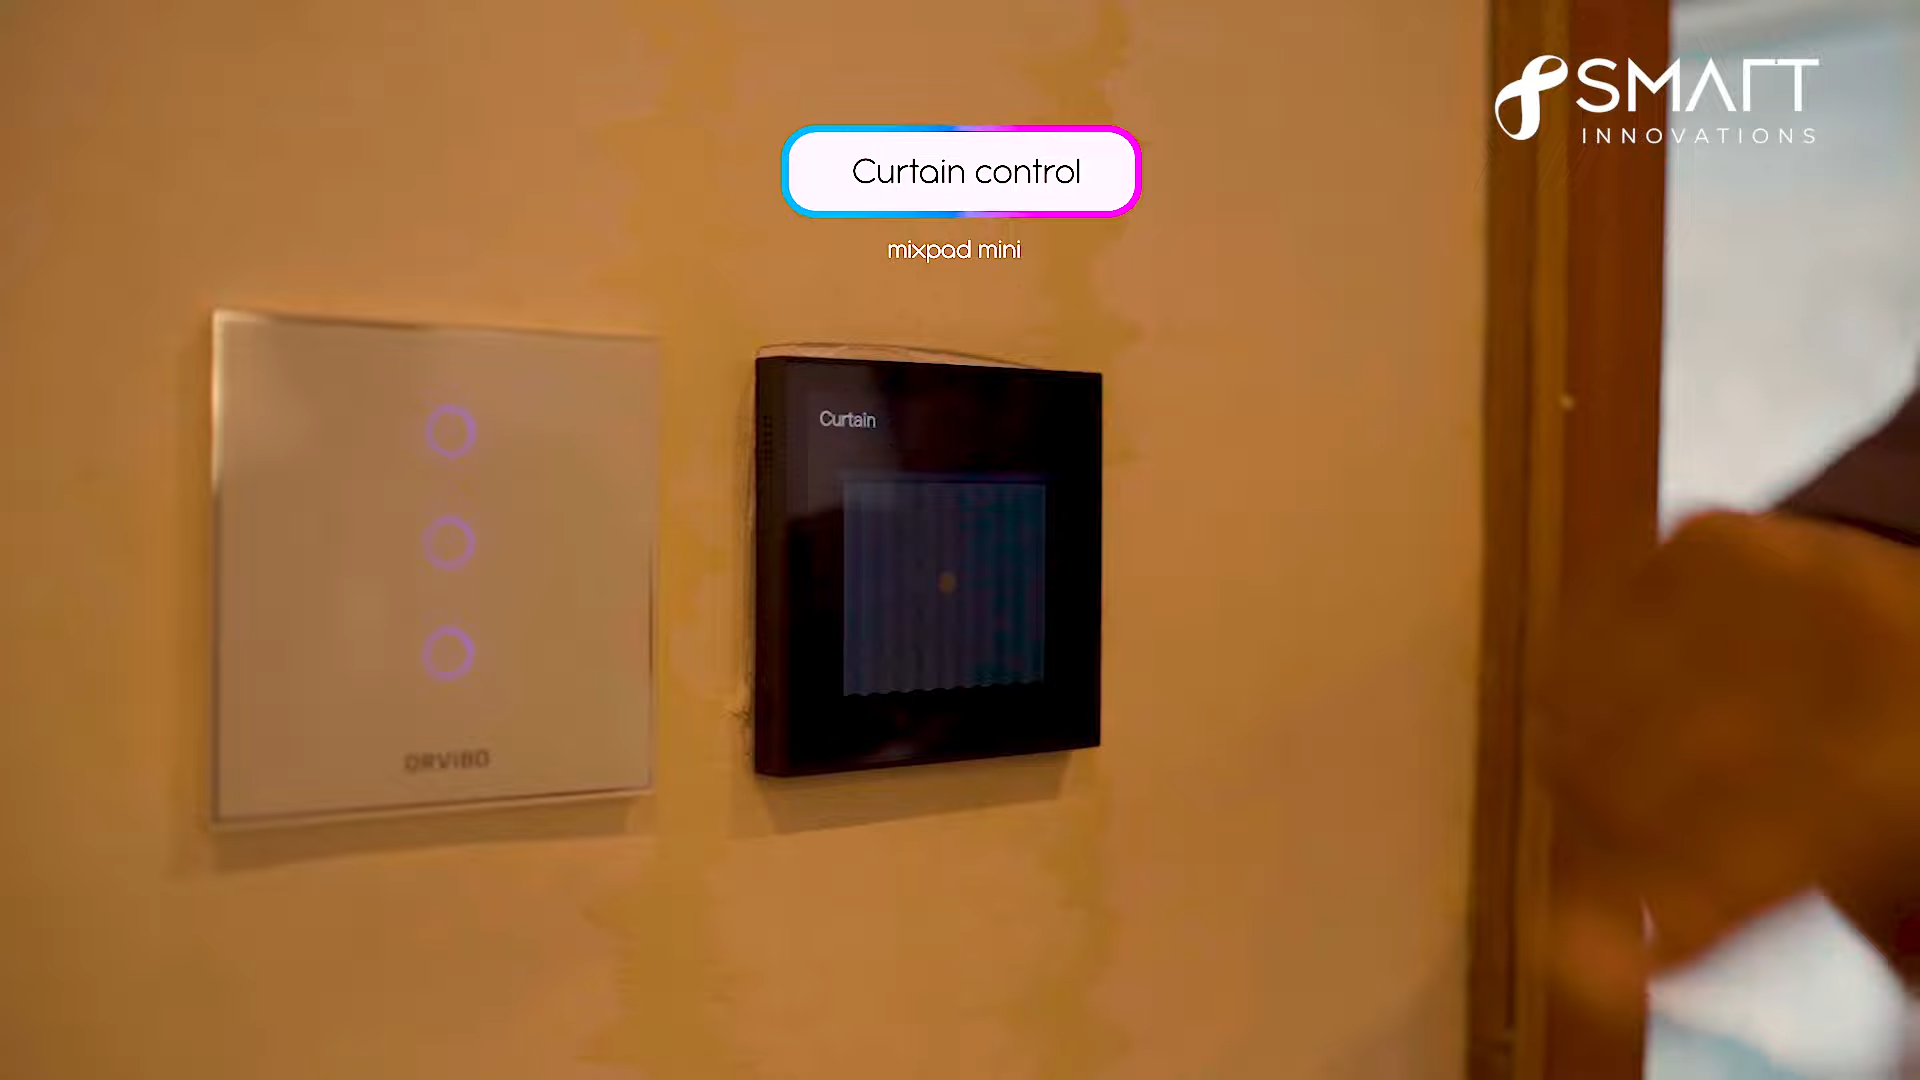 SMART
INNOVATIONS
Curtain control
mixpad mini
Curtain
ORVIBO